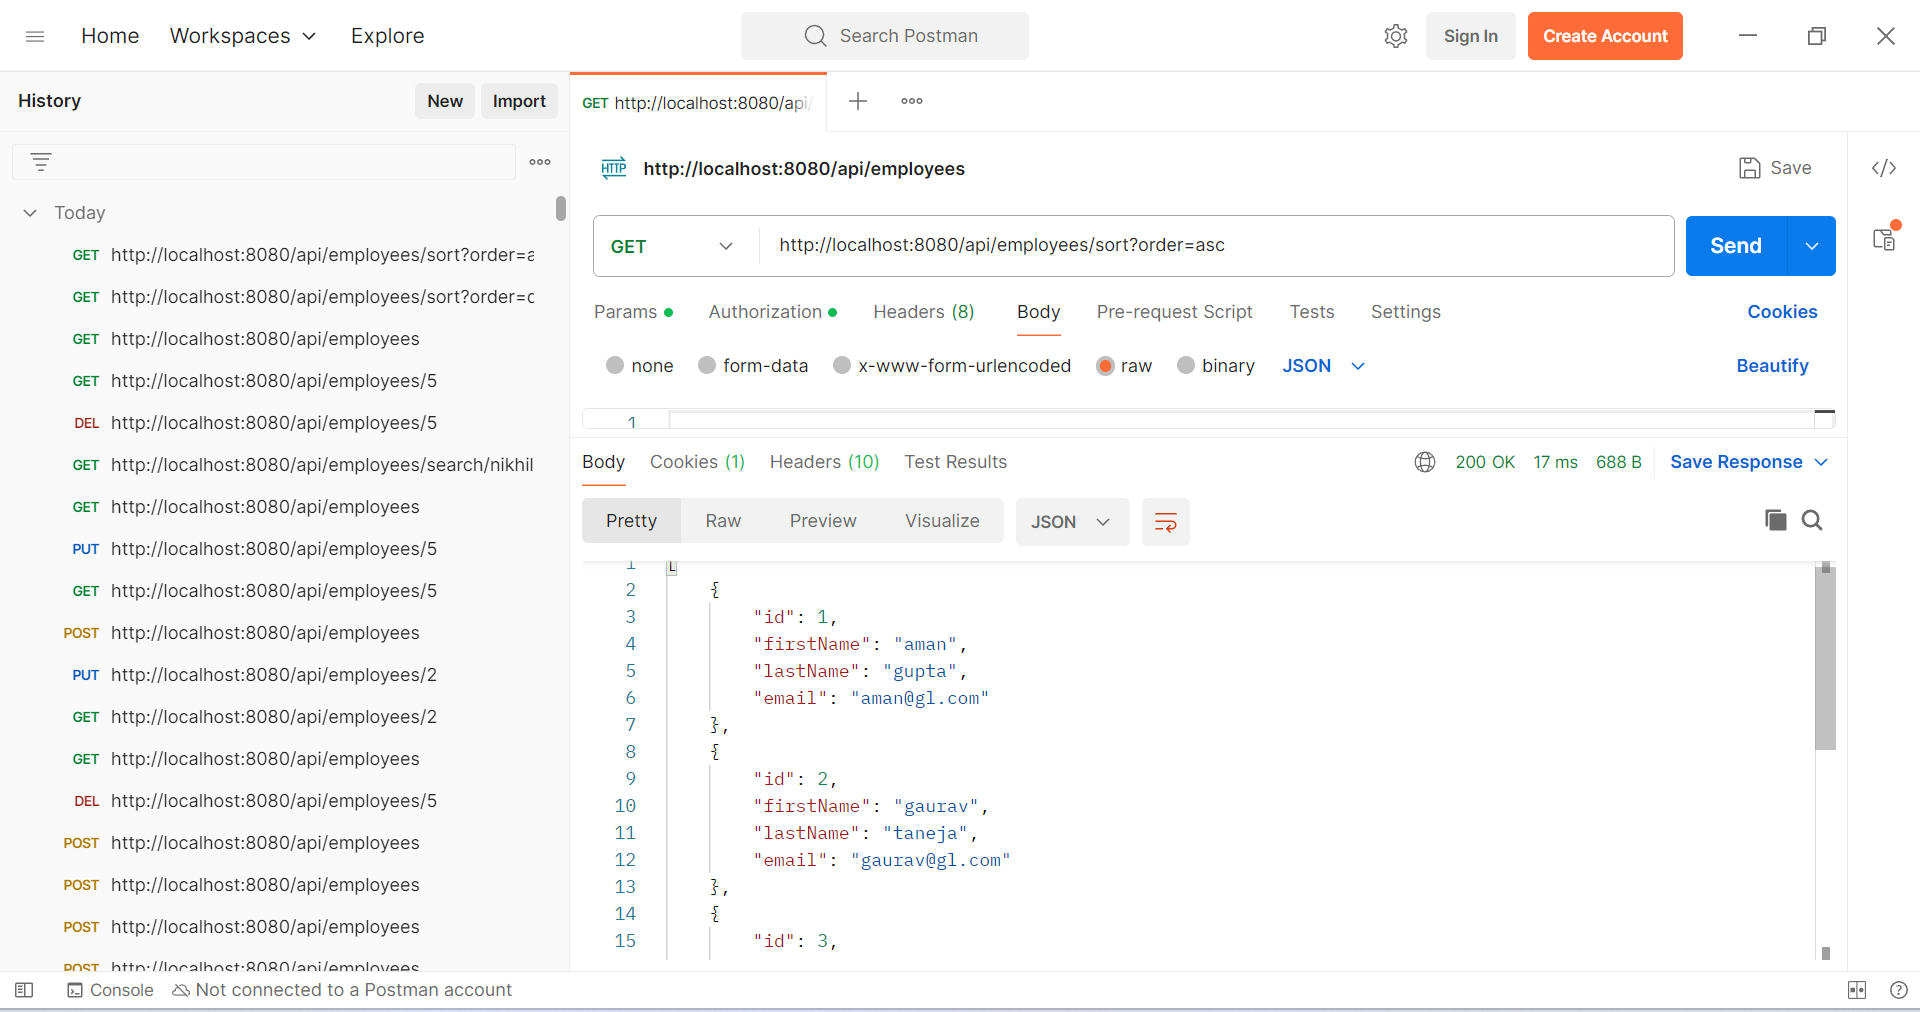 Home Workspaces Explore Search Postman Sign In Create Account
History New Import
GET http://localhost:8080/api/
HTTP http://localhost:8080/api/employees Save
Today
GET http://localhost:8080/api/employees/sort?order=a
GET http://localhost:8080/api/employees/sort?order=d
GET http://localhost:8080/api/employees
GET http://localhost:8080/api/employees/5
DEL http://localhost:8080/api/employees/5
GET http://localhost:8080/api/employees/search/nikhil
GET http://localhost:8080/api/employees
PUT http://localhost:8080/api/employees/5
GET http://localhost:8080/api/employees/5
POST http://localhost:8080/api/employees
PUT http://localhost:8080/api/employees/2
GET http://localhost:8080/api/employees/2
GET http://localhost:8080/api/employees
DEL http://localhost:8080/api/employees/5
POST http://localhost:8080/api/employees
POST http://localhost:8080/api/employees
POST http://localhost:8080/api/employees
POST http://localhost:8080/api/employees
GET http://localhost:8080/api/employees/sort?order=asc Send
Params Authorization Headers (8) Body Pre-request Script Tests Settings Cookies
none form-data x-www-form-urlencoded raw binary JSON Beautify
1
Body Cookies (1) Headers (10) Test Results 200 OK 17 ms 688 B Save Response
Pretty Raw Preview Visualize JSON
1 [
2 {
3 "id": 1,
4 "firstName": "aman",
5 "lastName": "gupta",
6 "email": "aman@gl.com"
7 },
8 {
9 "id": 2,
10 "firstName": "gaurav",
11 "lastName": "taneja",
12 "email": "gaurav@gl.com"
13 },
14 {
15 "id": 3,
Console Not connected to a Postman account